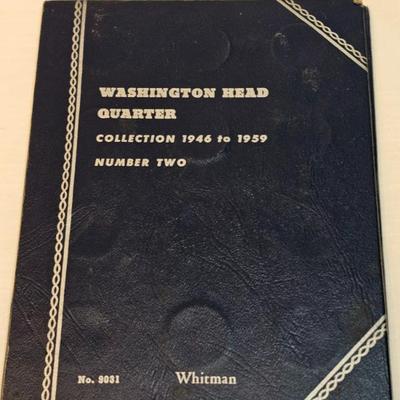 WASHINGTON HEAD
QUARTER
COLLECTION 1946 to 1959
NUMBER TWO
No. 9031 Whitman